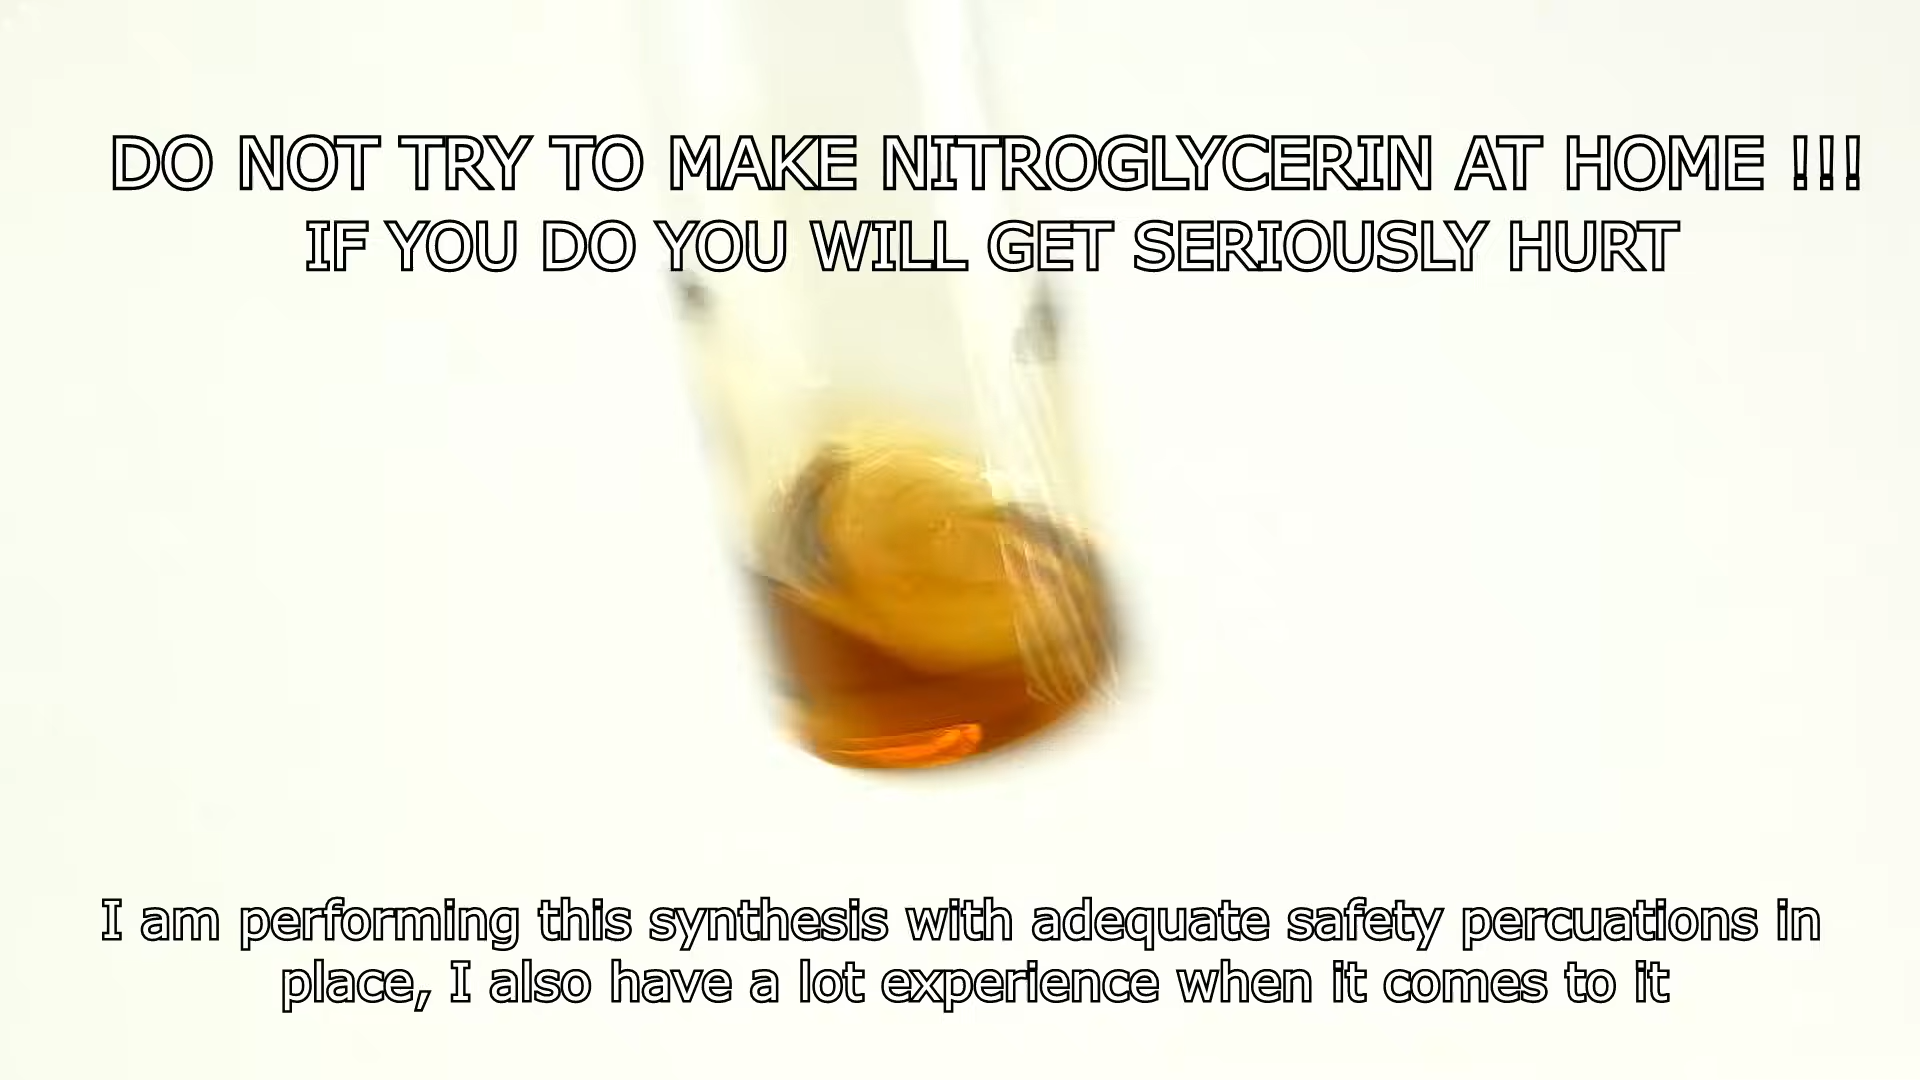 DO NOT TRY TO MAKE NITROGLYCERIN AT HOME !!!
IF YOU DO YOU WILL GET SERIOUSLY HURT
I am performing this synthesis with adequate safety percuations in
place, I also have a lot experience when it comes to it